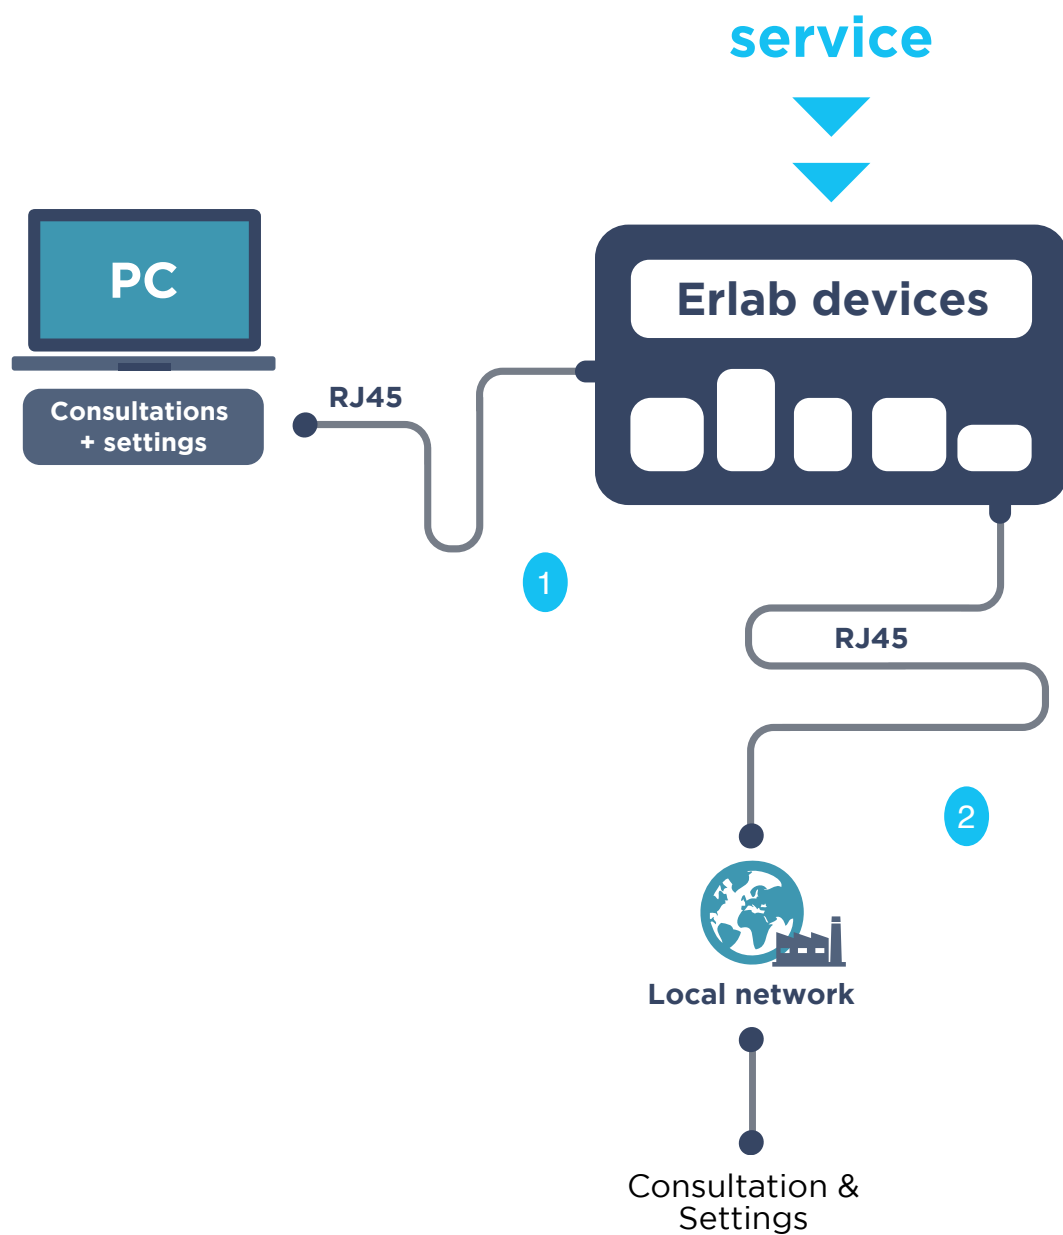 service
PC
Erlab devices
Consultations
+ settings
RJ45
1
RJ45
2
Local network
Consultation &
Settings